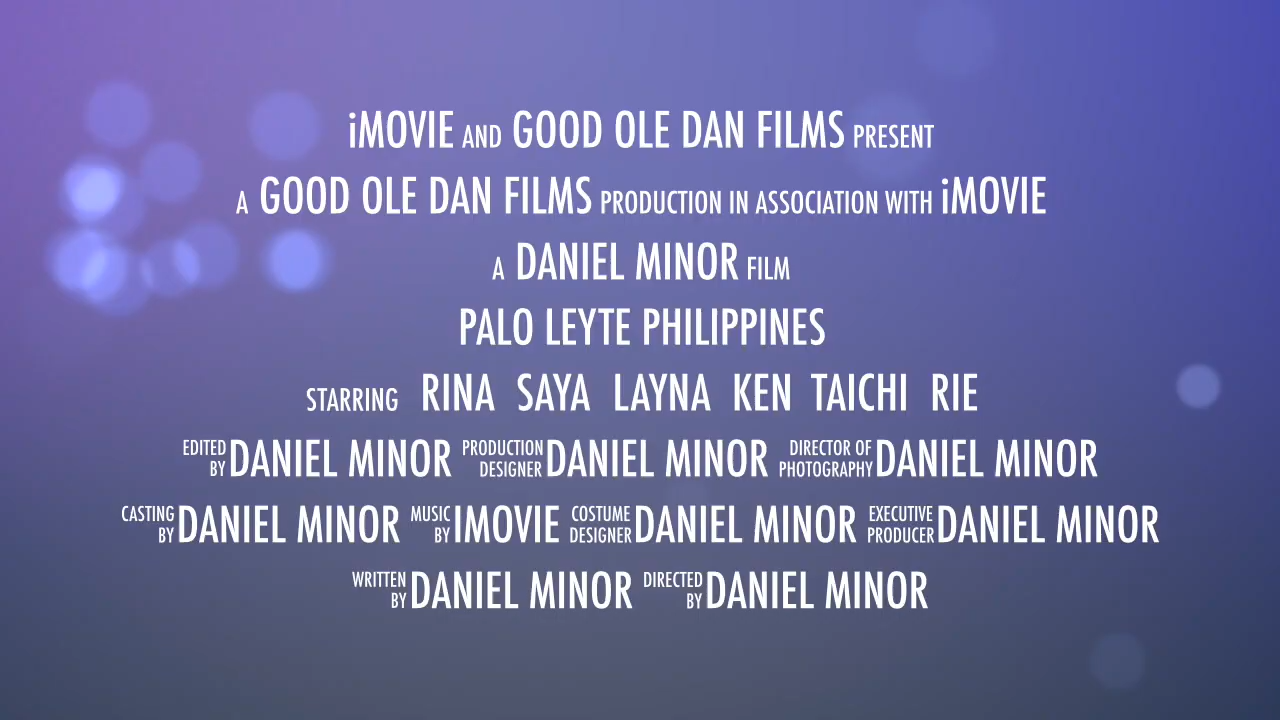 iMOVIE AND GOOD OLE DAN FILMS PRESENT
A GOOD OLE DAN FILMS PRODUCTION IN ASSOCIATION WITH iMOVIE
A DANIEL MINOR FILM
PALO LEYTE PHILIPPINES
STARRING RINA SAYA LAYNA KEN TAICHI RIE
EDITED BY DANIEL MINOR PRODUCTION DESIGNER DANIEL MINOR DIRECTOR OF PHOTOGRAPHY DANIEL MINOR
CASTING BY DANIEL MINOR MUSIC BY IMOVIE COSTUME DESIGNER DANIEL MINOR EXECUTIVE PRODUCER DANIEL MINOR
WRITTEN BY DANIEL MINOR DIRECTED BY DANIEL MINOR